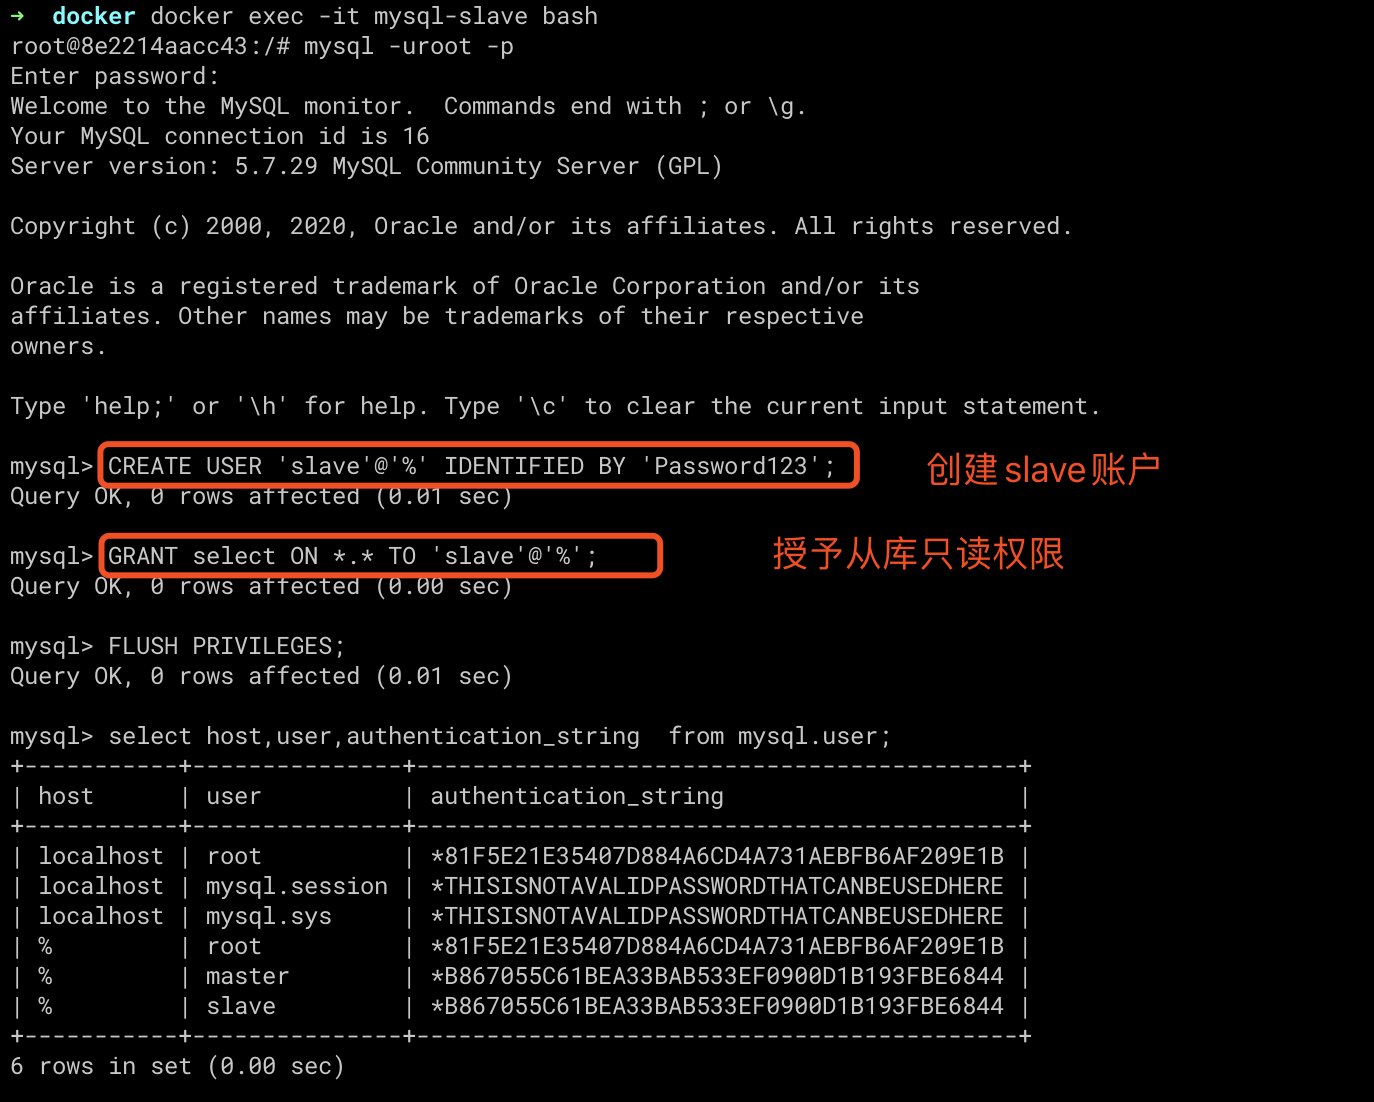 →  docker docker exec -it mysql-slave bash
root@8e2214aacc43:/# mysql -uroot -p
Enter password:
Welcome to the MySQL monitor.  Commands end with ; or \g.
Your MySQL connection id is 16
Server version: 5.7.29 MySQL Community Server (GPL)
Copyright (c) 2000, 2020, Oracle and/or its affiliates. All rights reserved.
Oracle is a registered trademark of Oracle Corporation and/or its
affiliates. Other names may be trademarks of their respective
owners.
Type 'help;' or '\h' for help. Type '\c' to clear the current input statement.
mysql> CREATE USER 'slave'@'%' IDENTIFIED BY 'Password123'; 创建slave账户
Query OK, 0 rows affected (0.01 sec)
mysql> GRANT select ON *.* TO 'slave'@'%'; 授予从库只读权限
Query OK, 0 rows affected (0.00 sec)
mysql> FLUSH PRIVILEGES;
Query OK, 0 rows affected (0.01 sec)
mysql> select host,user,authentication_string  from mysql.user;
+-----------+---------------+-------------------------------------------+
| host      | user          | authentication_string                     |
+-----------+---------------+-------------------------------------------+
| localhost | root          | *81F5E21E35407D884A6CD4A731AEBFB6AF209E1B |
| localhost | mysql.session | *THISISNOTAVALIDPASSWORDTHATCANBEUSEDHERE |
| localhost | mysql.sys     | *THISISNOTAVALIDPASSWORDTHATCANBEUSEDHERE |
| %         | root          | *81F5E21E35407D884A6CD4A731AEBFB6AF209E1B |
| %         | master        | *B867055C61BEA33BAB533EF0900D1B193FBE6844 |
| %         | slave         | *B867055C61BEA33BAB533EF0900D1B193FBE6844 |
+-----------+---------------+-------------------------------------------+
6 rows in set (0.00 sec)